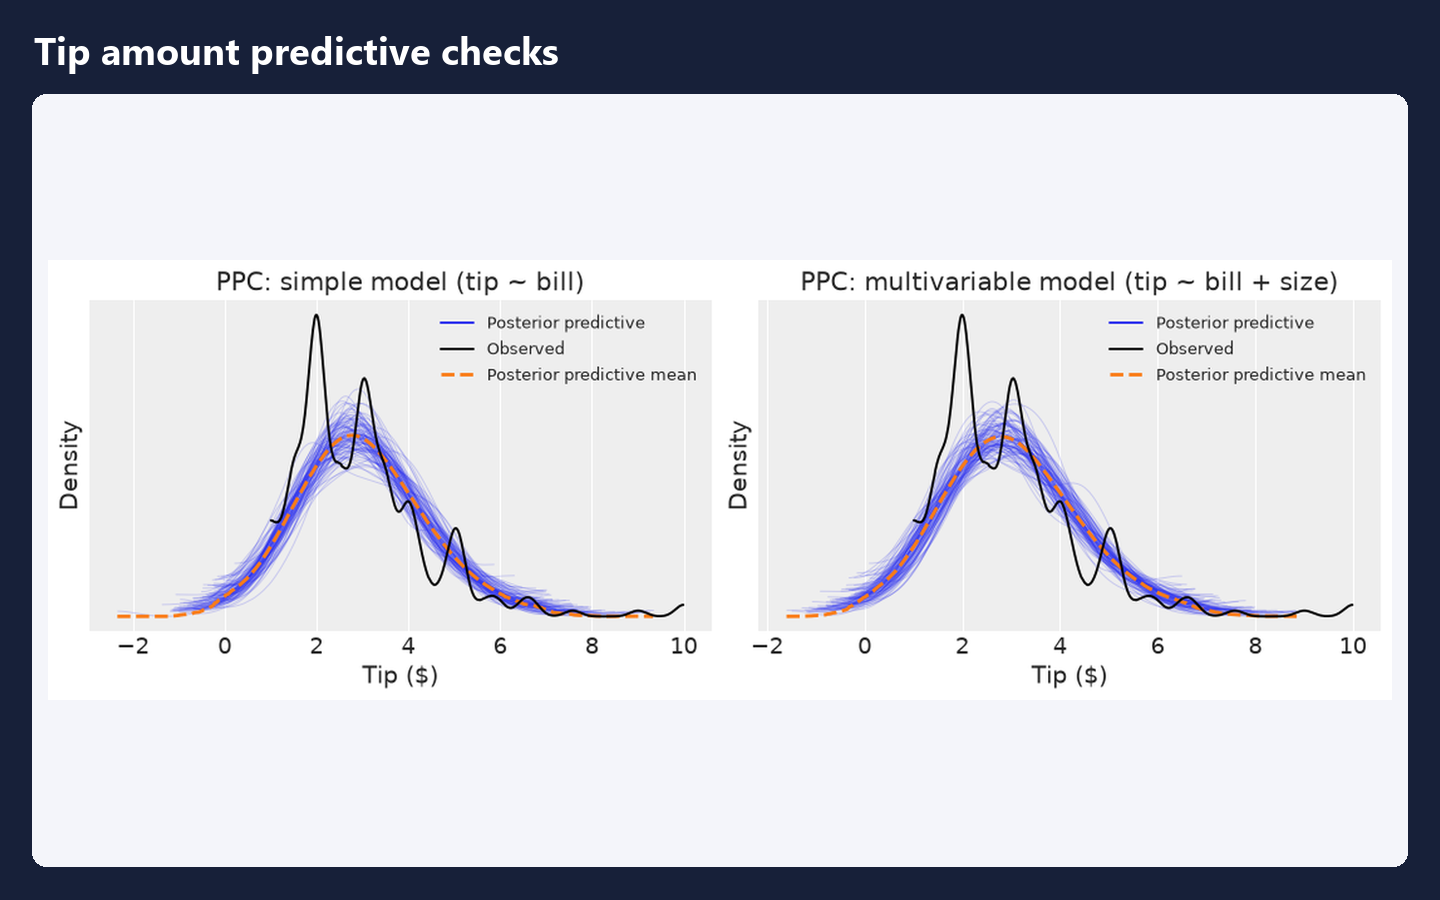 Tip amount predictive checks
PPC: simple model (tip ~ bill)
Density
Posterior predictive
Observed
Posterior predictive mean
−2 0 2 4 6 8 10
Tip ($)
PPC: multivariable model (tip ~ bill + size)
Density
Posterior predictive
Observed
Posterior predictive mean
−2 0 2 4 6 8 10
Tip ($)